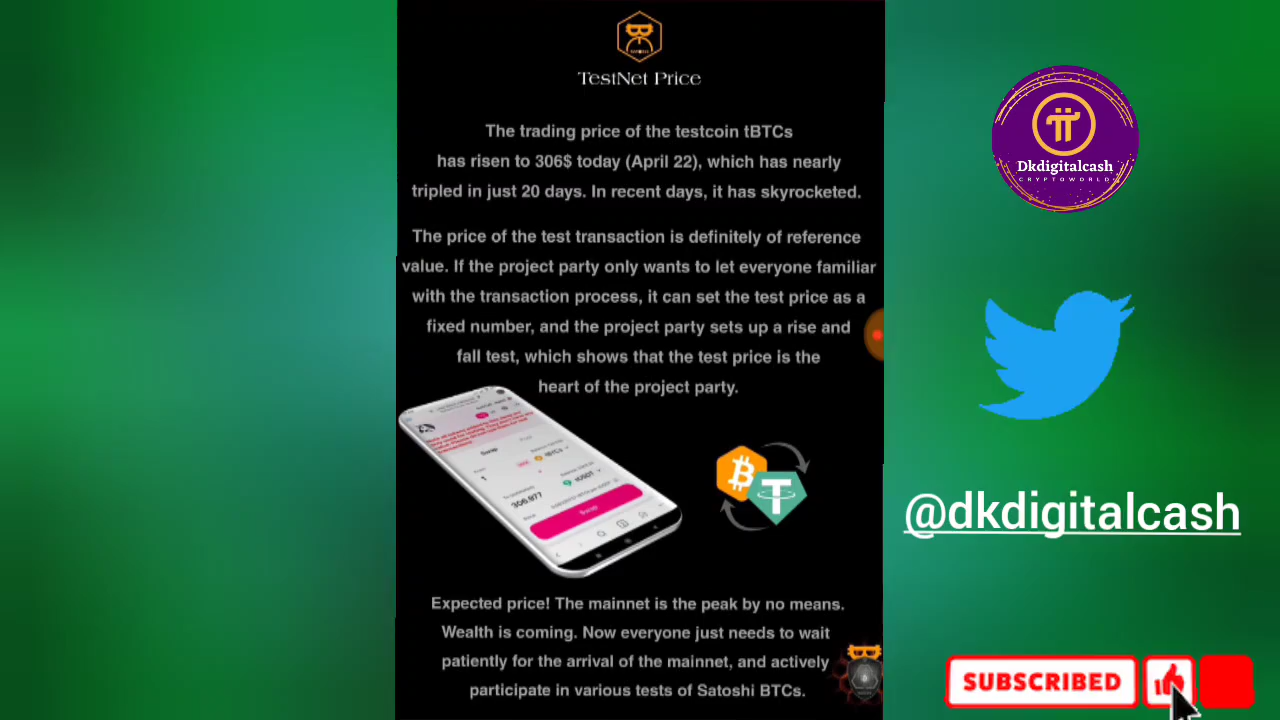 TestNet Price
The trading price of the testcoin tBTCs
has risen to 306$ today (April 22), which has nearly
tripled in just 20 days. In recent days, it has skyrocketed.
The price of the test transaction is definitely of reference
value. If the project party only wants to let everyone familiar
with the transaction process, it can set the test price as a
fixed number, and the project party sets up a rise and
fall test, which shows that the test price is the
heart of the project party.
Swap
1
306.877
Swap
Expected price! The mainnet is the peak by no means.
Wealth is coming. Now everyone just needs to wait
patiently for the arrival of the mainnet, and actively
participate in various tests of Satoshi BTCs.
Dkdigitalcash
CRYPTOWORLD
@dkdigitalcash
SUBSCRIBED